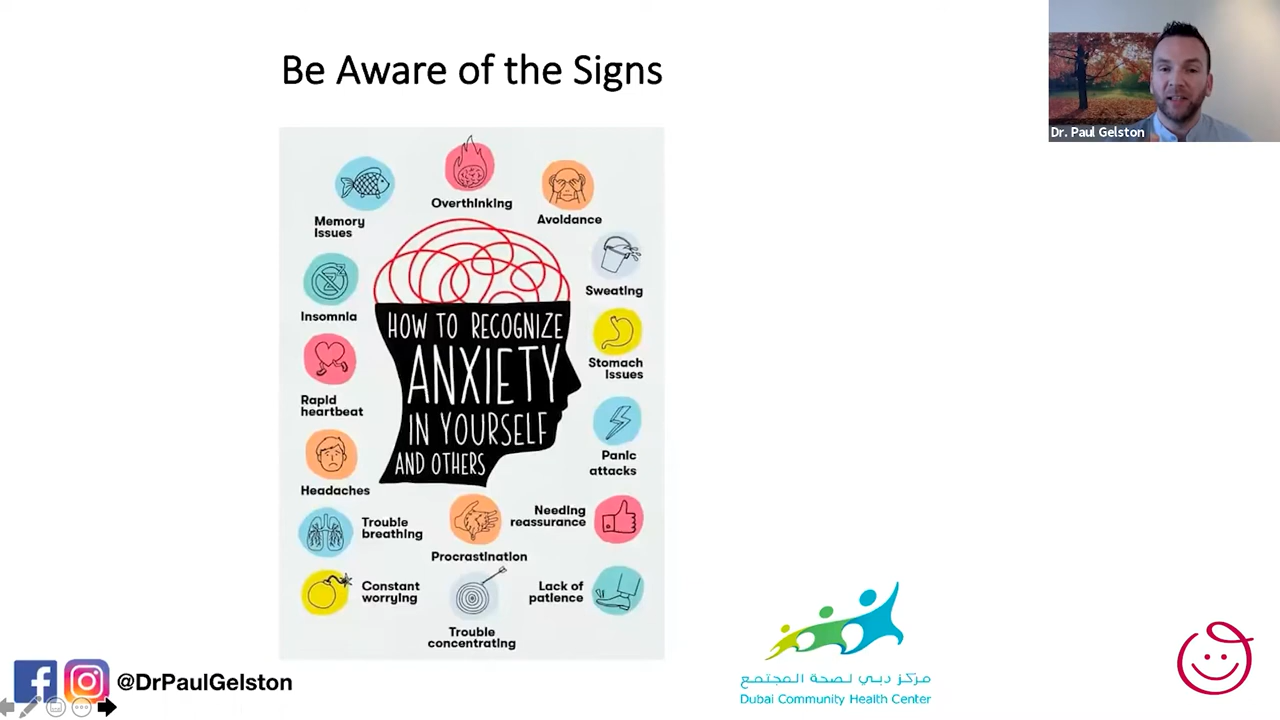 Be Aware of the Signs
Dr. Paul Gelston
Memory
issues
Overthinking
Avoidance
Sweating
Insomnia
Stomach
issues
Rapid
heartbeat
Panic
attacks
Headaches
HOW TO RECOGNIZE
ANXIETY
IN YOURSELF
AND OTHERS
Trouble
breathing
Procrastination
Needing
reassurance
Constant
worrying
Trouble
concentrating
Lack of
patience
@DrPaulGelston
مركز دبي لصحة المجتمع
Dubai Community Health Center